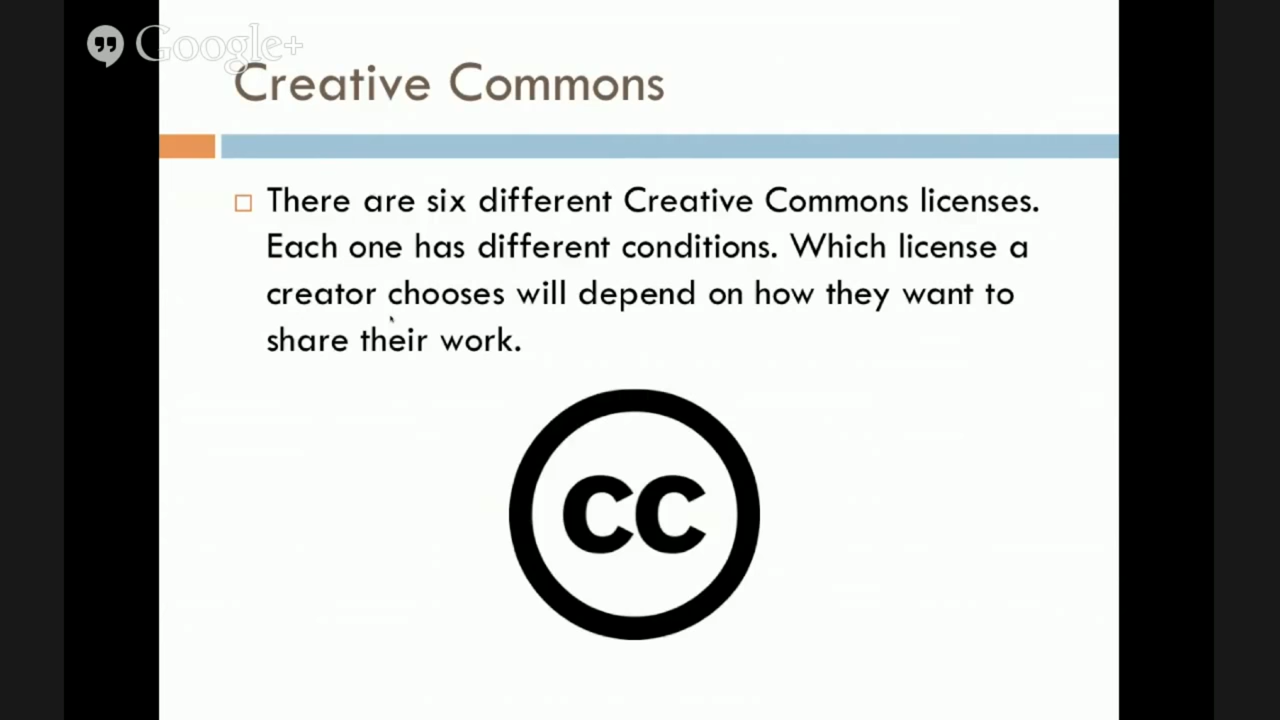 Google+
Creative Commons
There are six different Creative Commons licenses.
Each one has different conditions. Which license a
creator chooses will depend on how they want to
share their work.
cc